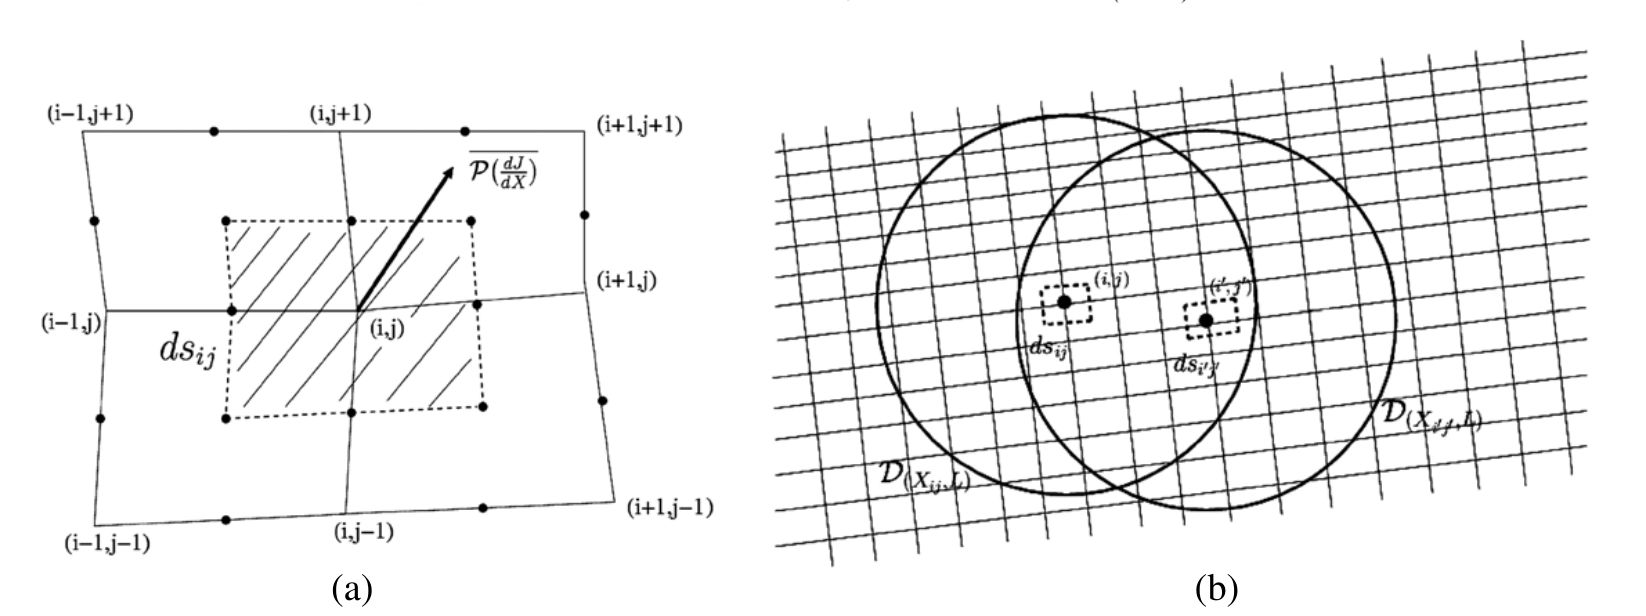 (i−1,j+1)
(i,j+1)
(i+1,j+1)
\overline{\mathcal{P}(\frac{dJ}{dX})}
(i+1,j)
(i−1,j)
(i,j)
ds_{ij}
(i+1,j−1)
(i−1,j−1)
(i,j−1)
(a)
(i,j)
(i',j')
ds_{ij}
ds_{i'j'}
\mathcal{D}_{(X_{i'j'},L)}
\mathcal{D}_{(X_{ij},L)}
(b)